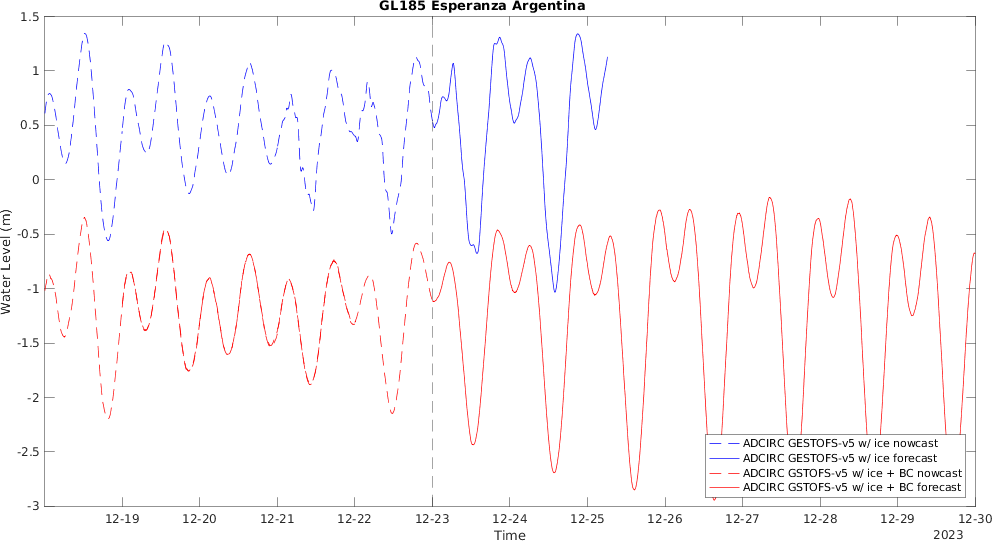 GL185 Esperanza Argentina
1.5
1
0.5
0
-0.5
-1
-1.5
-2
-2.5
-3
Water Level (m)
ADCIRC GESTOFS-v5 w/ ice nowcast
ADCIRC GESTOFS-v5 w/ ice forecast
ADCIRC GSTOFS-v5 w/ ice + BC nowcast
ADCIRC GSTOFS-v5 w/ ice + BC forecast
12-19 12-20 12-21 12-22 12-23 12-24 12-25 12-26 12-27 12-28 12-29 12-30
Time
2023